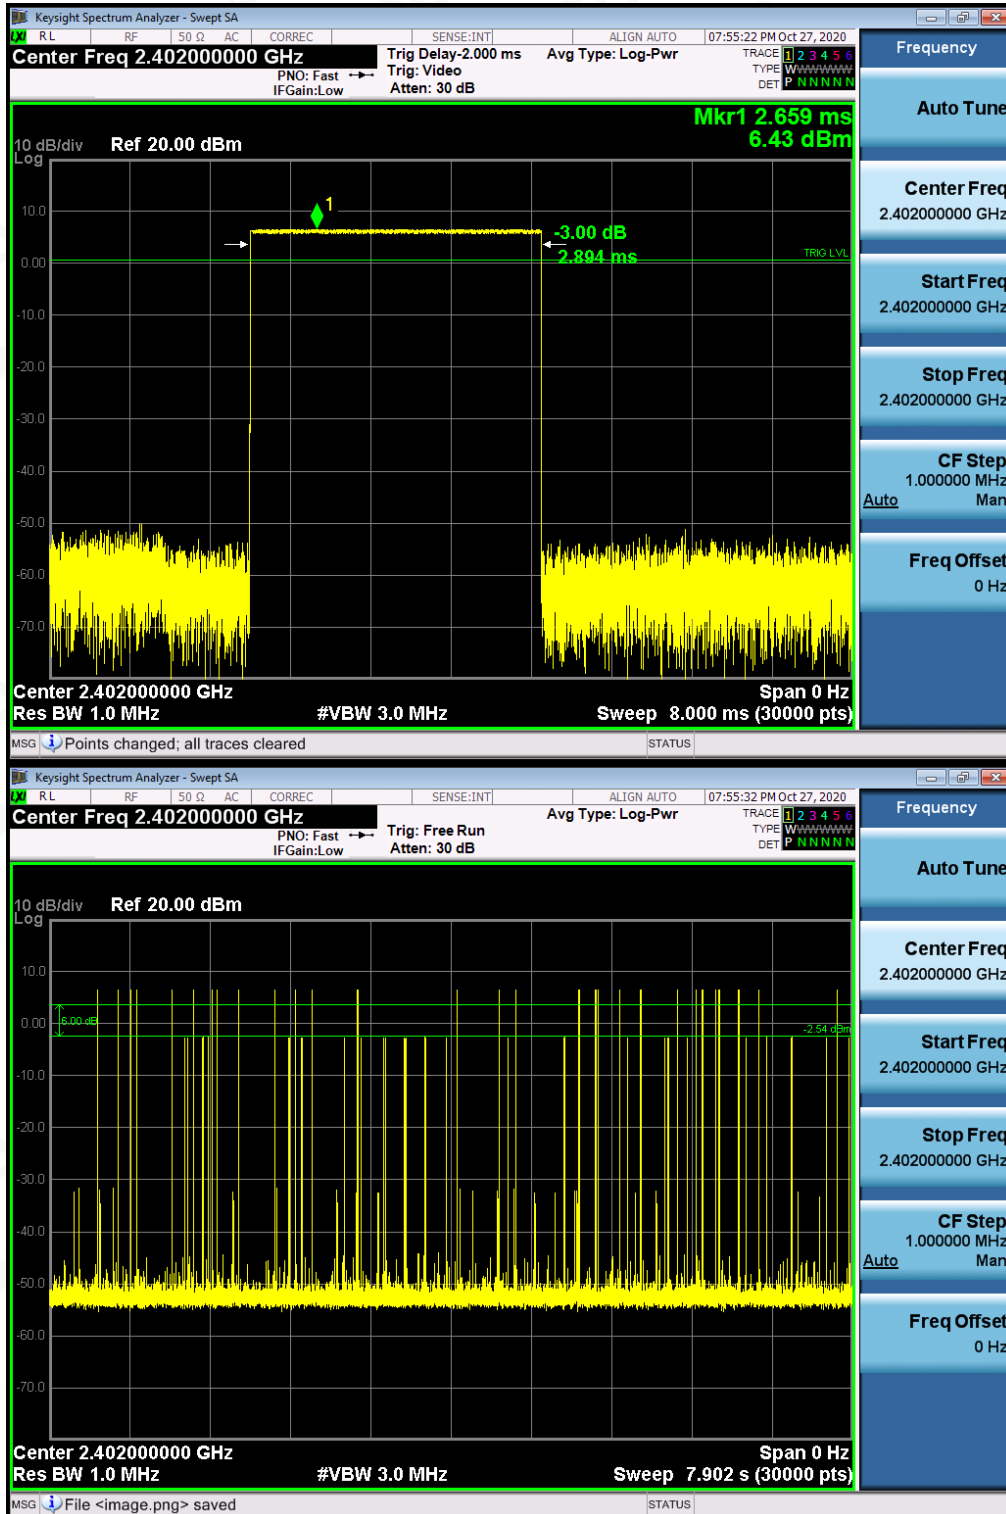 Keysight Spectrum Analyzer - Swept SA
LXI RL RF 50 Ω AC CORREC SENSE:INT ALIGN AUTO 07:55:22 PM Oct 27, 2020
Center Freq 2.402000000 GHz
PNO: Fast
IFGain:Low
Trig Delay-2.000 ms
Trig: Video
Atten: 30 dB
Avg Type: Log-Pwr
TRACE 1 2 3 4 5 6
TYPE WWWWWW
DET P N N N N N
Mkr1 2.659 ms
6.43 dBm
10 dB/div
Log
Ref 20.00 dBm
10.0
0.00
-10.0
-20.0
-30.0
-40.0
-50.0
-60.0
-70.0
1
-3.00 dB
2.894 ms
TRIG LVL
Center 2.402000000 GHz
Span 0 Hz
Res BW 1.0 MHz
#VBW 3.0 MHz
Sweep 8.000 ms (30000 pts)
MSG Points changed; all traces cleared
STATUS
Frequency
Auto Tune
Center Freq
2.402000000 GHz
Start Freq
2.402000000 GHz
Stop Freq
2.402000000 GHz
CF Step
1.000000 MHz
Auto Man
Freq Offset
0 Hz
Keysight Spectrum Analyzer - Swept SA
LXI RL RF 50 Ω AC CORREC SENSE:INT ALIGN AUTO 07:55:32 PM Oct 27, 2020
Center Freq 2.402000000 GHz
PNO: Fast
IFGain:Low
Trig: Free Run
Atten: 30 dB
Avg Type: Log-Pwr
TRACE 1 2 3 4 5 6
TYPE WWWWWW
DET P N N N N N
10 dB/div
Log
Ref 20.00 dBm
10.0
0.00
-10.0
-20.0
-30.0
-40.0
-50.0
-60.0
-70.0
6.00 dB
-2.54 dBm
Center 2.402000000 GHz
Span 0 Hz
Res BW 1.0 MHz
#VBW 3.0 MHz
Sweep 7.902 s (30000 pts)
MSG File <image.png> saved
STATUS
Frequency
Auto Tune
Center Freq
2.402000000 GHz
Start Freq
2.402000000 GHz
Stop Freq
2.402000000 GHz
CF Step
1.000000 MHz
Auto Man
Freq Offset
0 Hz